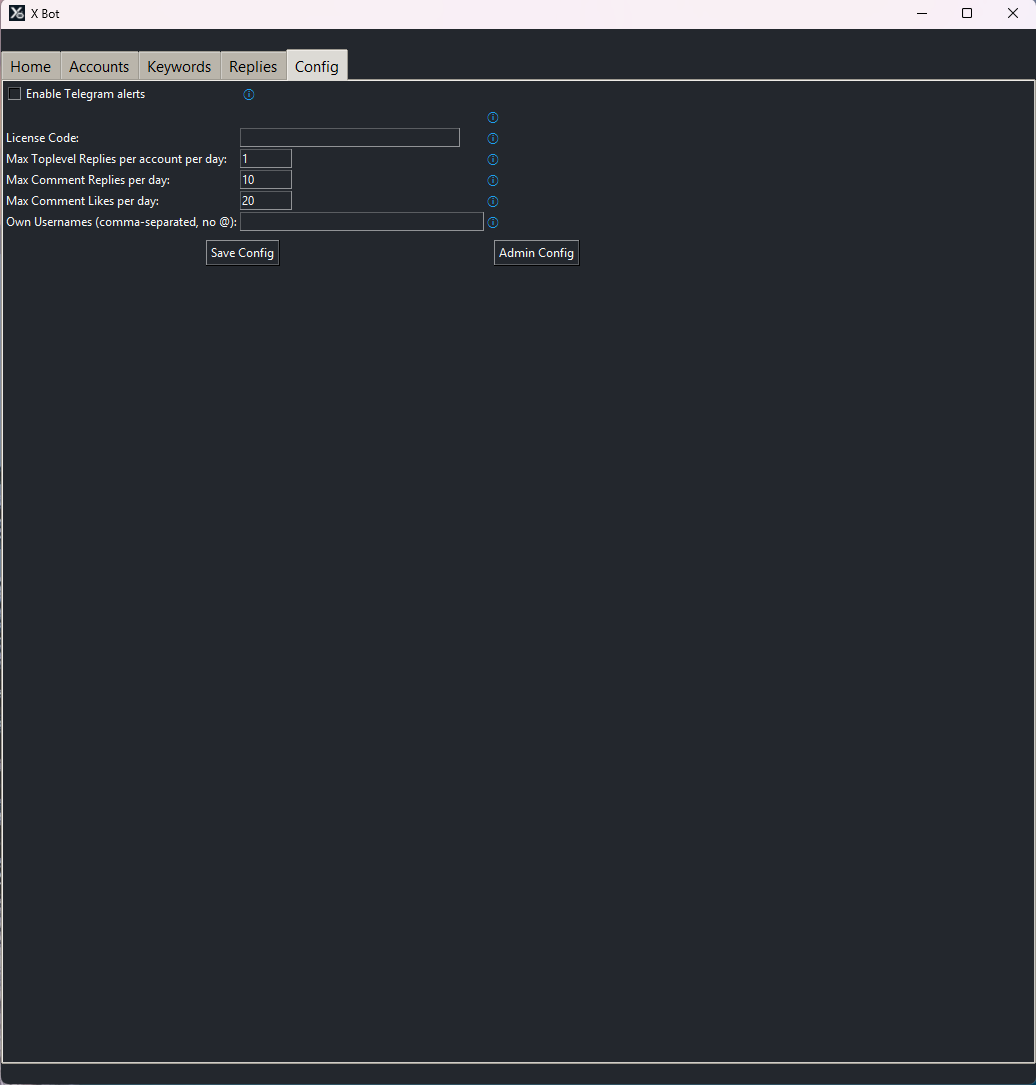 X Bot
Home Accounts Keywords Replies Config
Enable Telegram alerts
License Code:
Max Toplevel Replies per account per day: 1
Max Comment Replies per day: 10
Max Comment Likes per day: 20
Own Usernames (comma-separated, no @):
Save Config Admin Config